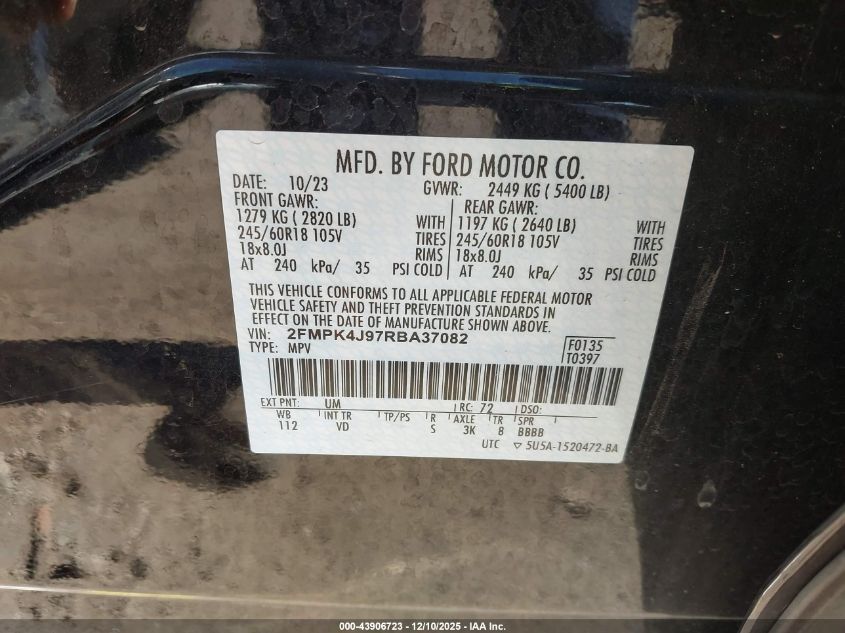 MFD. BY FORD MOTOR CO.
DATE: 10/23 GVWR: 2449 KG ( 5400 LB)
FRONT GAWR: REAR GAWR:
1279 KG ( 2820 LB) WITH 1197 KG ( 2640 LB) WITH
245/60R18 105V TIRES 245/60R18 105V TIRES
18x8.0J RIMS 18x8.0J RIMS
AT 240 kPa/ 35 PSI COLD AT 240 kPa/ 35 PSI COLD
THIS VEHICLE CONFORMS TO ALL APPLICABLE FEDERAL MOTOR
VEHICLE SAFETY AND THEFT PREVENTION STANDARDS IN
EFFECT ON THE DATE OF MANUFACTURE SHOWN ABOVE.
VIN: 2FMPK4J97RBA37082 F0135
TYPE: MPV T0397
EXT PNT: UM RC: 72 DSO:
WB INT TR TP/PS R AXLE TR SPR
112 VD S 3K 8 BBBB
UTC 5U5A-1520472-BA
000-43906723 - 12/10/2025 - IAA Inc.